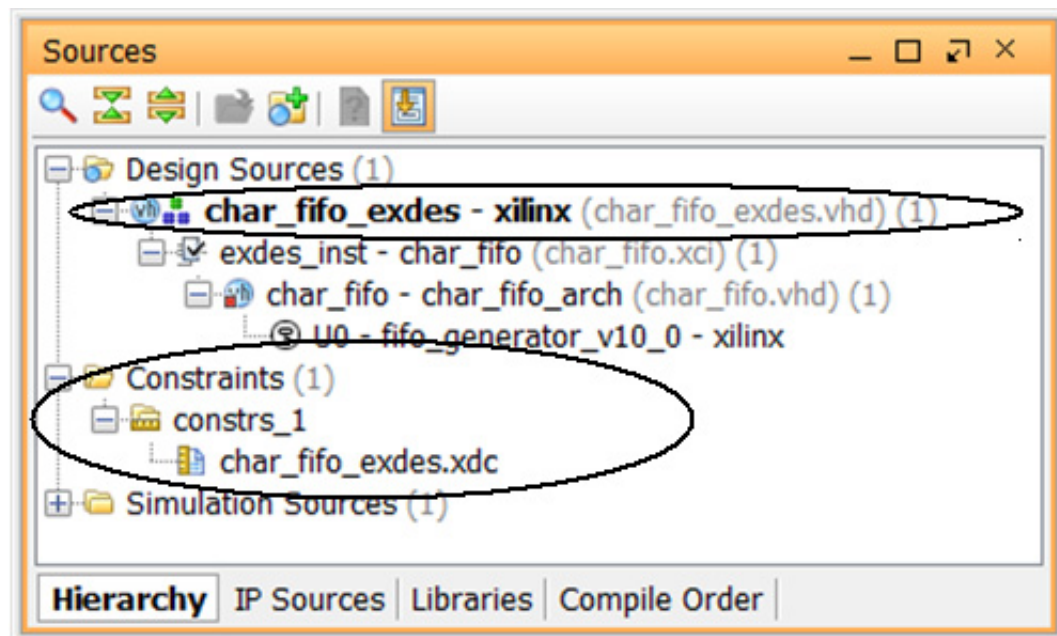 Sources
Design Sources (1)
char_fifo_exdes - xilinx (char_fifo_exdes.vhd) (1)
exdes_inst - char_fifo (char_fifo.xci) (1)
char_fifo - char_fifo_arch (char_fifo.vhd) (1)
U0 - fifo_generator_v10_0 - xilinx
Constraints (1)
constrs_1
char_fifo_exdes.xdc
Simulation Sources (1)
Hierarchy IP Sources Libraries Compile Order